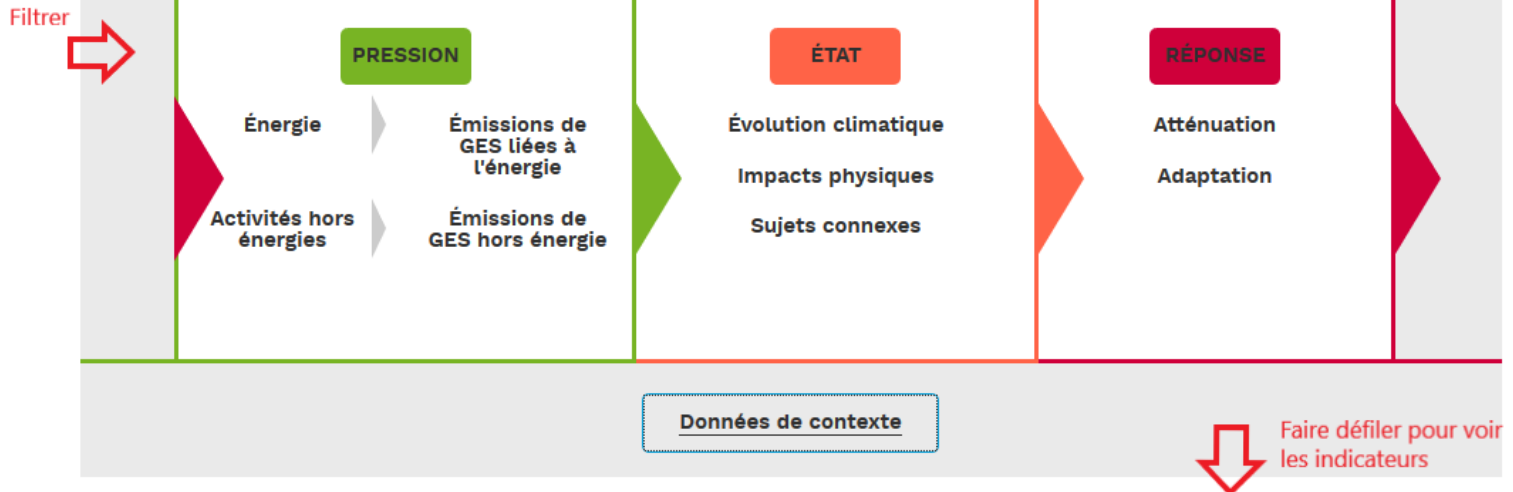 Filtrer
PRESSION
Énergie
Émissions de
GES liées à
l'énergie
Activités hors
énergies
Émissions de
GES hors énergie
ÉTAT
Évolution climatique
Impacts physiques
Sujets connexes
RÉPONSE
Atténuation
Adaptation
Données de contexte
Faire défiler pour voir
les indicateurs